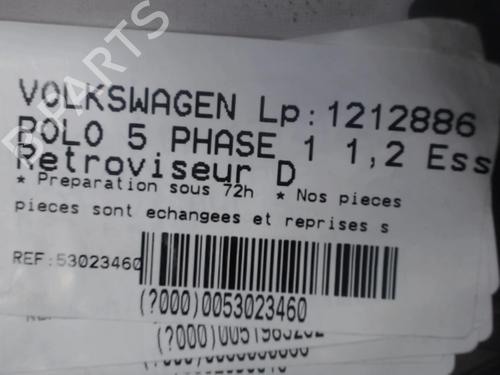 VOLKSWAGEN Lp:1212886
POLO 5 PHASE 1 1,2 Ess
Retroviseur D
* Preparation sous 72h * Nos pieces
pieces sont echangees et reprises s
REF:53023460
(?000)0053023460